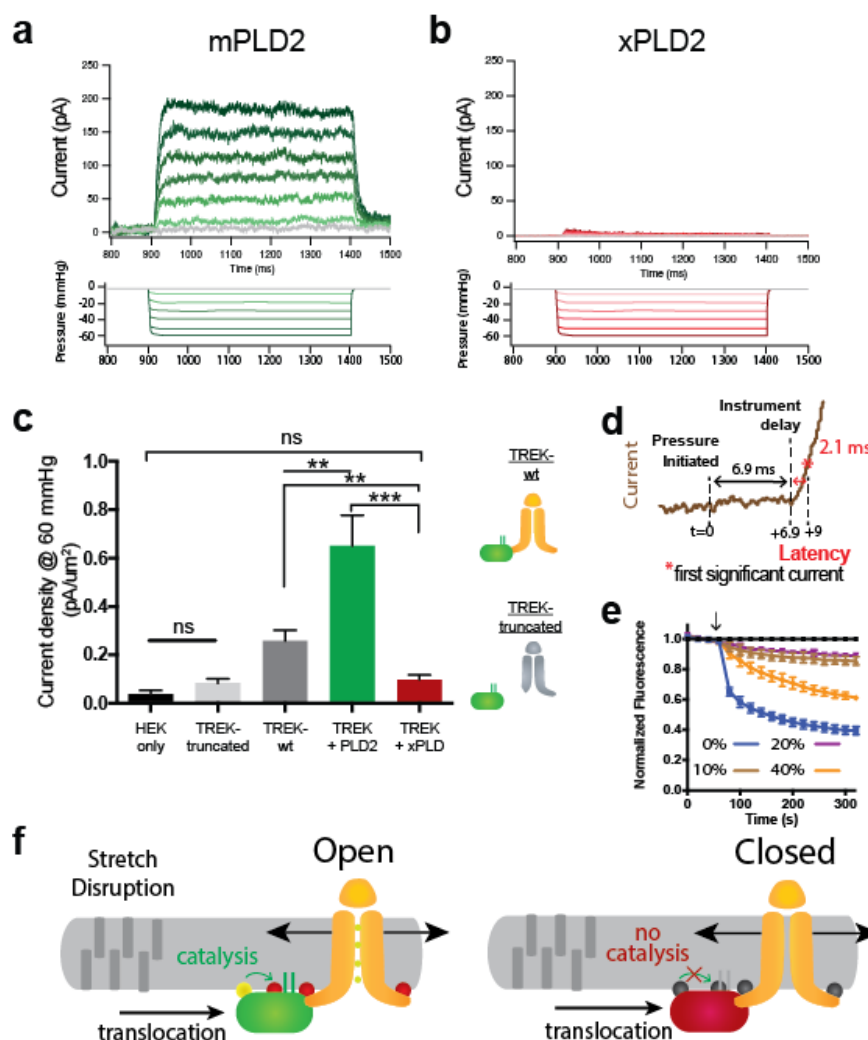 a
mPLD2
b
xPLD2
Current (pA)
250
200
150
100
50
0
800 900 1000 1100 1200 1300 1400 1500
Time (ms)
Pressure (mmHg)
0
-20
-40
-60
800 900 1000 1100 1200 1300 1400 1500
Current (pA)
250
200
150
100
50
0
800 900 1000 1100 1200 1300 1400 1500
Time (ms)
Pressure (mmHg)
0
-20
-40
-60
800 900 1000 1100 1200 1300 1400 1500
c
Current density @ 60 mmHg
(pA/um²)
1.0
0.8
0.6
0.4
0.2
0.0
ns
**
**
***
ns
HEK
only
TREK-
truncated
TREK-
wt
TREK
+ PLD2
TREK
+ xPLD
TREK-
wt
TREK-
truncated
d
Current
Pressure
Initiated
Instrument
delay
6.9 ms
2.1 ms
*
t=0
+6.9
+9
Latency
*first significant current
e
Normalized Fluorescence
1.0
0.8
0.6
0.4
0.2
1.0
0% 20%
10% 40%
0 100 200 300
Time (s)
f
Stretch
Disruption
Open
catalysis
translocation
Closed
no
catalysis
translocation